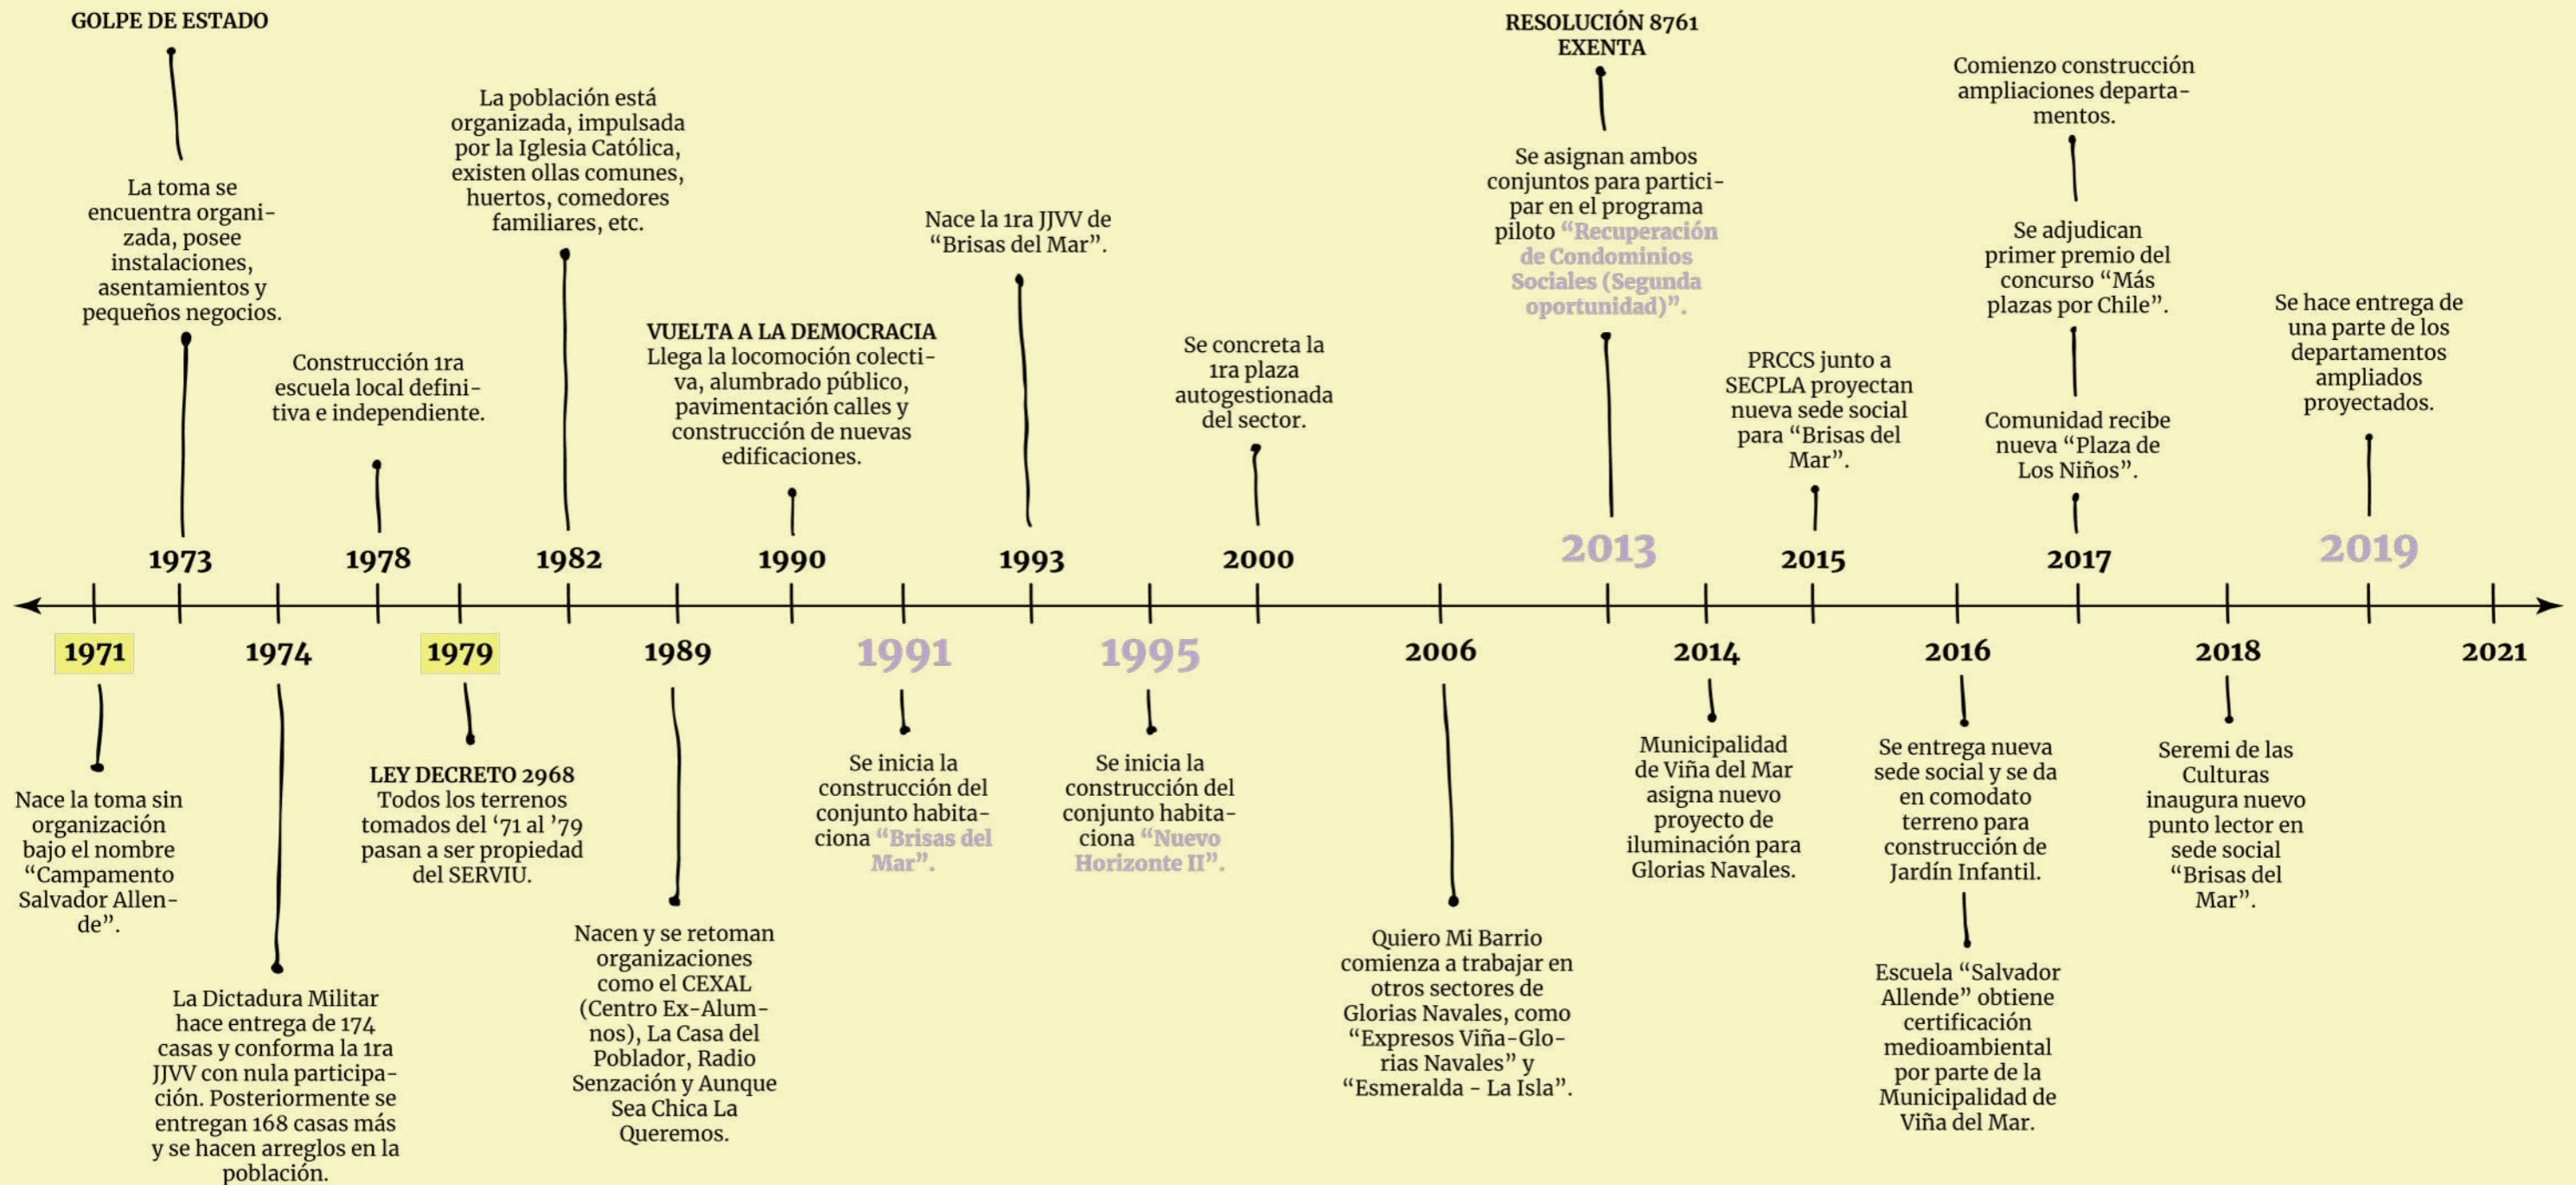 GOLPE DE ESTADO
La toma se
encuentra organi-
zada, posee
instalaciones,
asentamientos y
pequeños negocios.
1973
Construcción 1ra
escuela local defini-
tiva e independiente.
1978
La población está
organizada, impulsada
por la Iglesia Católica,
existen ollas comunes,
huertos, comedores
familiares, etc.
1982
VUELTA A LA DEMOCRACIA
Llega la locomoción colecti-
va, alumbrado público,
pavimentación calles y
construcción de nuevas
edificaciones.
1990
Nace la 1ra JJVV de
“Brisas del Mar”.
1993
Se concreta la
1ra plaza
autogestionada
del sector.
2000
RESOLUCIÓN 8761
EXENTA
Se asignan ambos
conjuntos para partici-
par en el programa
piloto “Recuperación
de Condominios
Sociales (Segunda
oportunidad)”.
2013
PRCCS junto a
SECPLA proyectan
nueva sede social
para “Brisas del
Mar”.
2015
Comienzo construcción
ampliaciones departa-
mentos.
Se adjudican
primer premio del
concurso “Más
plazas por Chile”.
Comunidad recibe
nueva “Plaza de
Los Niños”.
2017
Se hace entrega de
una parte de los
departamentos
ampliados
proyectados.
2019
1971
Nace la toma sin
organización
bajo el nombre
“Campamento
Salvador Allen-
de”.
1974
La Dictadura Militar
hace entrega de 174
casas y conforma la 1ra
JJVV con nula participa-
ción. Posteriormente se
entregan 168 casas más
y se hacen arreglos en la
población.
1979
LEY DECRETO 2968
Todos los terrenos
tomados del ‘71 al ’79
pasan a ser propiedad
del SERVIU.
1989
Nacen y se retoman
organizaciones
como el CEXAL
(Centro Ex-Alum-
nos), La Casa del
Poblador, Radio
Senzación y Aunque
Sea Chica La
Queremos.
1991
Se inicia la
construcción del
conjunto habita-
ciona “Brisas del
Mar”.
1995
Se inicia la
construcción del
conjunto habita-
ciona “Nuevo
Horizonte II”.
2006
Quiero Mi Barrio
comienza a trabajar en
otros sectores de
Glorias Navales, como
“Expresos Viña-Glo-
rias Navales” y
“Esmeralda - La Isla”.
2014
Municipalidad
de Viña del Mar
asigna nuevo
proyecto de
iluminación para
Glorias Navales.
2016
Se entrega nueva
sede social y se da
en comodato
terreno para
construcción de
Jardín Infantil.
Escuela “Salvador
Allende” obtiene
certificación
medioambiental
por parte de la
Municipalidad de
Viña del Mar.
2018
Seremi de las
Culturas
inaugura nuevo
punto lector en
sede social
“Brisas del
Mar”.
2021